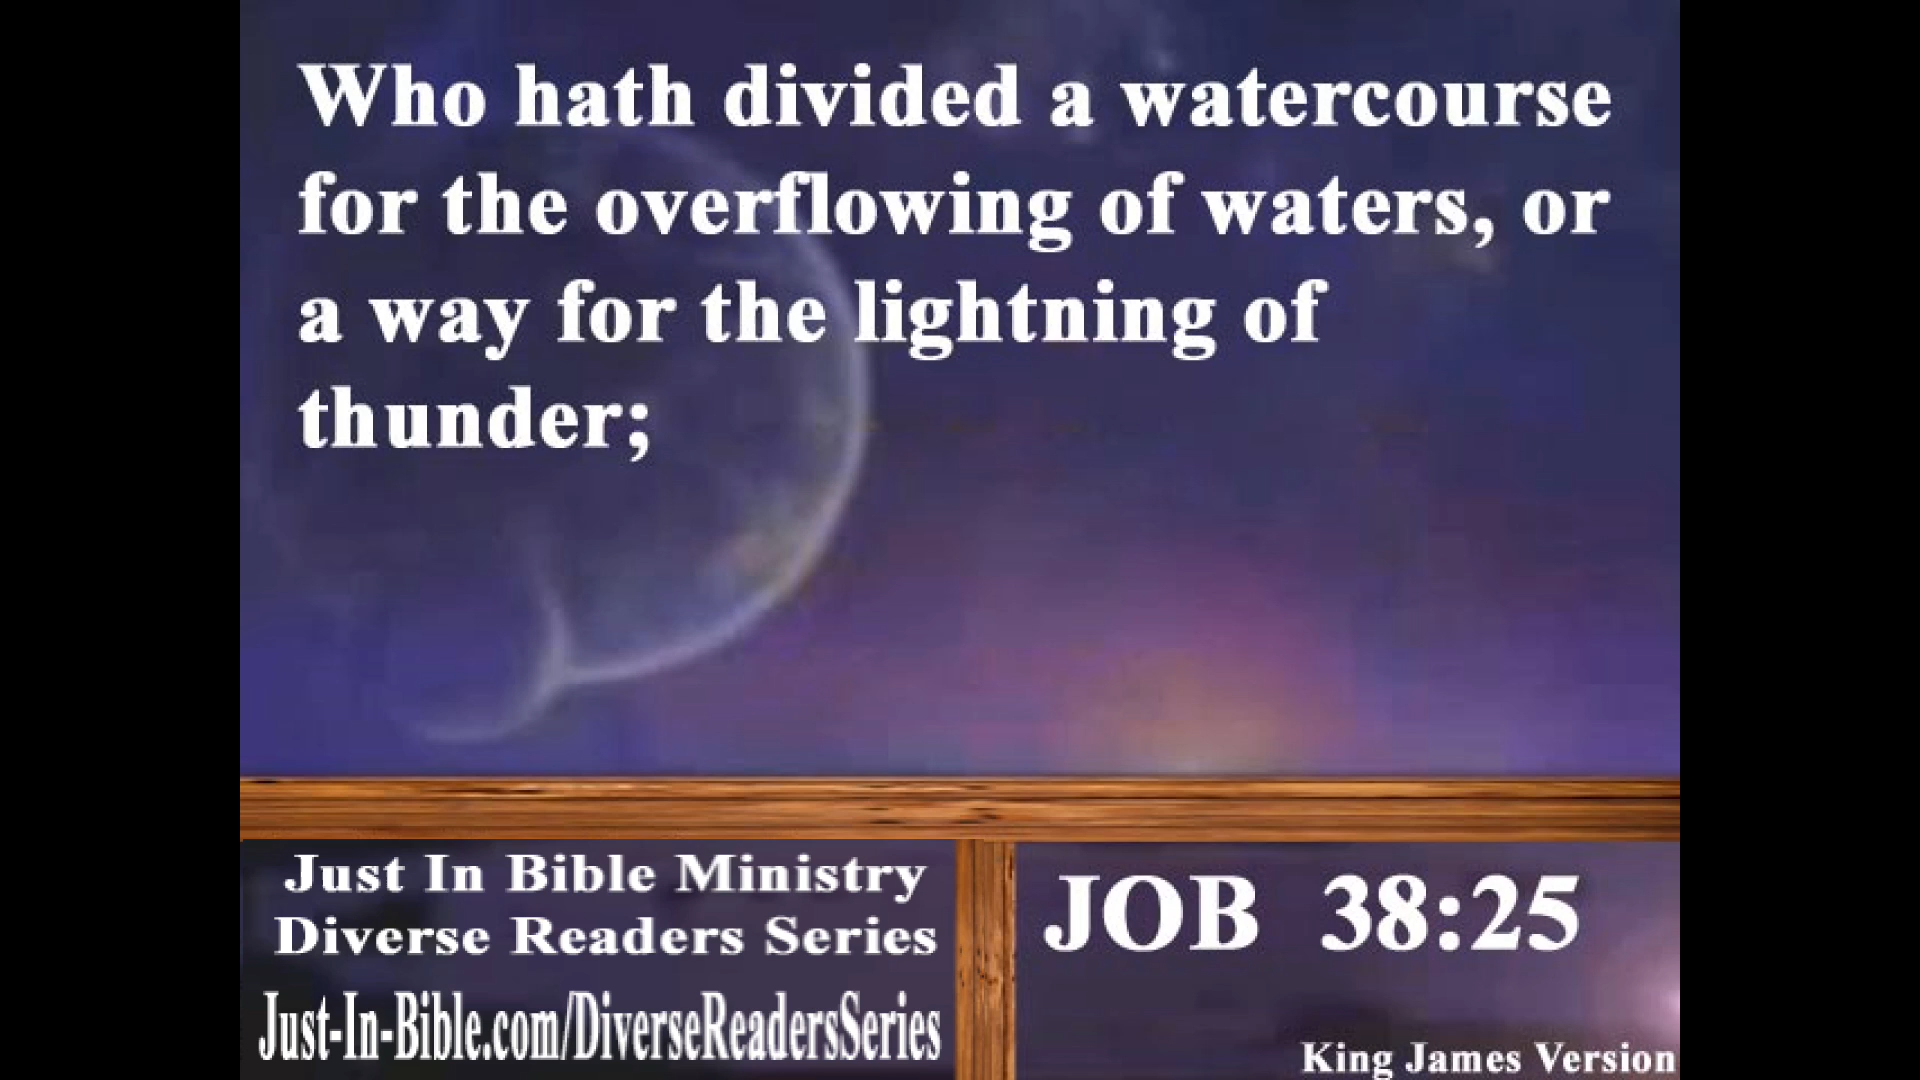 Who hath divided a watercourse
for the overflowing of waters, or
a way for the lightning of
thunder;
Just In Bible Ministry
Diverse Readers Series
Just-In-Bible.com/DiverseReadersSeries
JOB 38:25
King James Version